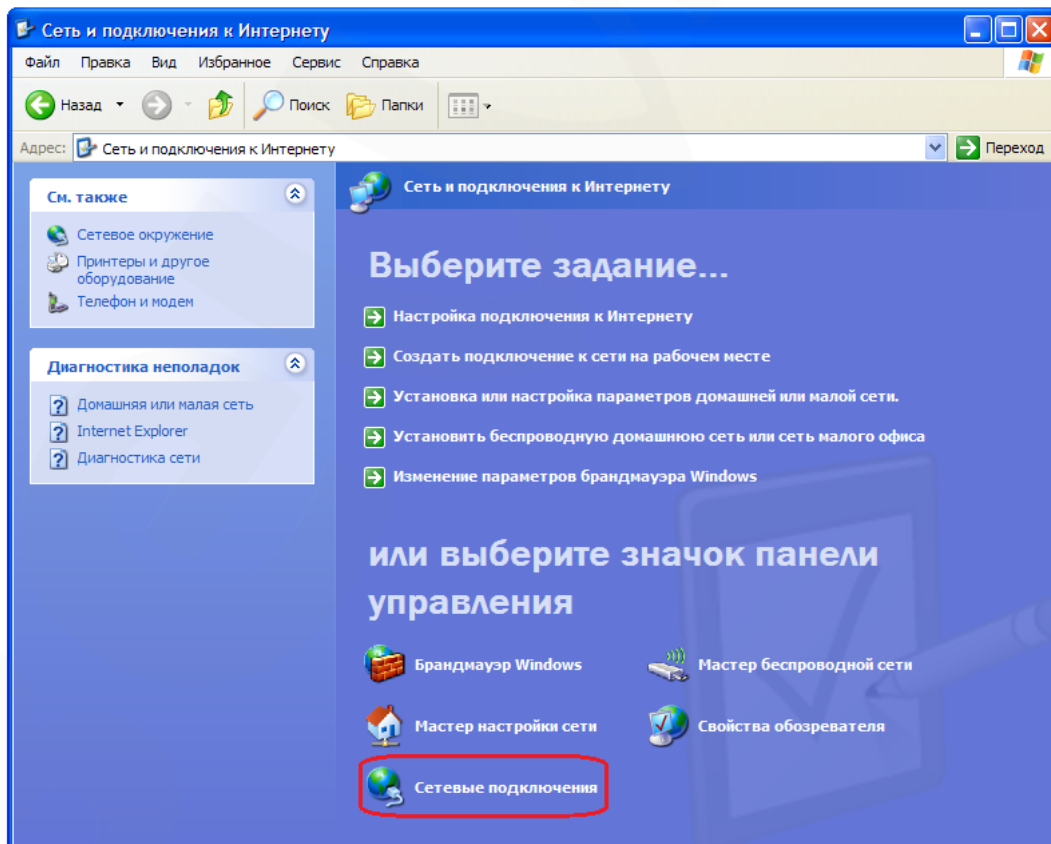 Сеть и подключения к Интернету
Файл Правка Вид Избранное Сервис Справка
Назад Поиск Папки
Адрес: Сеть и подключения к Интернету Переход
См. также
Сетевое окружение
Принтеры и другое
оборудование
Телефон и модем
Диагностика неполадок
Домашняя или малая сеть
Internet Explorer
Диагностика сети
Сеть и подключения к Интернету
Выберите задание...
Настройка подключения к Интернету
Создать подключение к сети на рабочем месте
Установка или настройка параметров домашней или малой сети.
Установить беспроводную домашнюю сеть или сеть малого офиса
Изменение параметров брандмауэра Windows
или выберите значок панели
управления
Брандмауэр Windows Мастер беспроводной сети
Мастер настройки сети Свойства обозревателя
Сетевые подключения